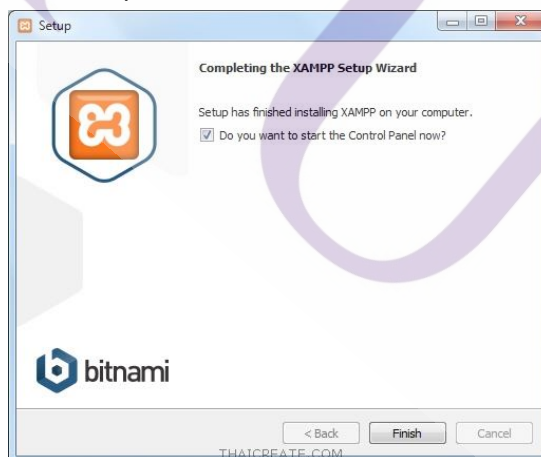 Setup
Completing the XAMPP Setup Wizard
Setup has finished installing XAMPP on your computer.
Do you want to start the Control Panel now?
bitnami
< Back
Finish
Cancel
THAICREATE.COM